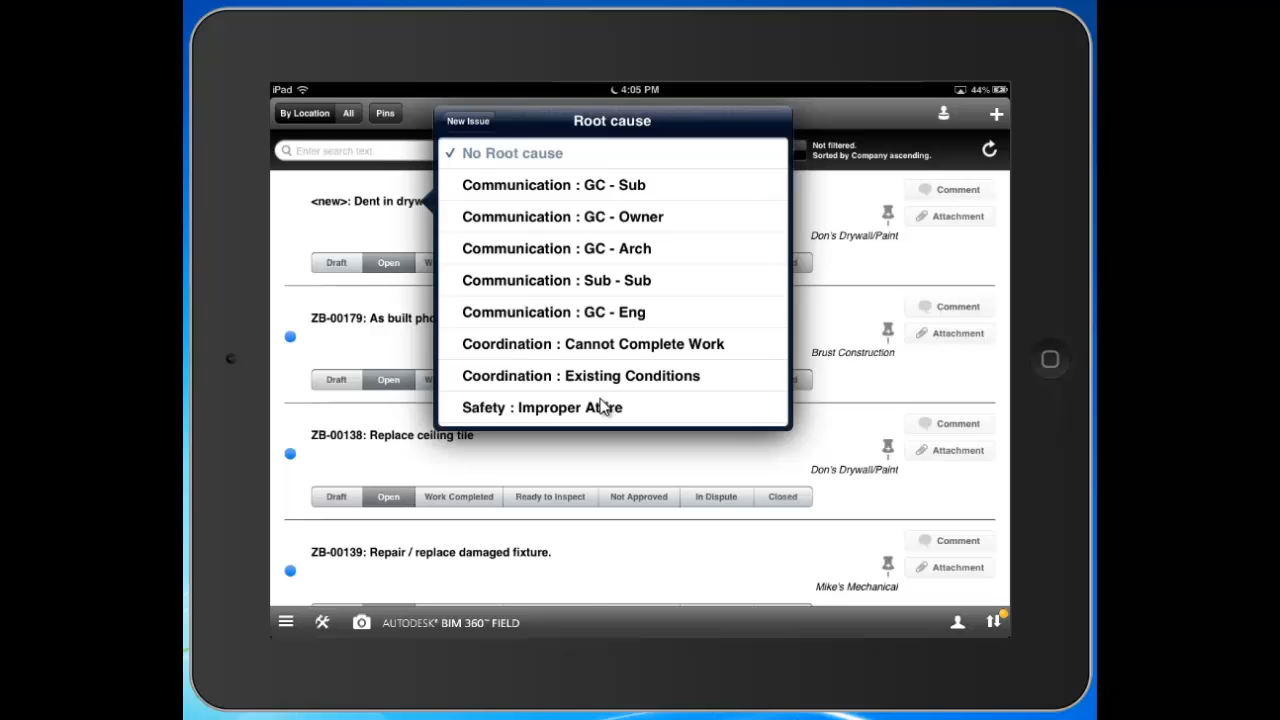 iPad 4:05 PM 44%
By Location All Pins
New Issue Root cause
Enter search text.
Not filtered.
Sorted by Company ascending.
✓ No Root cause
Communication : GC - Sub
Communication : GC - Owner
Communication : GC - Arch
Communication : Sub - Sub
Communication : GC - Eng
Coordination : Cannot Complete Work
Coordination : Existing Conditions
Safety : Improper
<new>: Dent in
Comment
Attachment
Don's Drywall/Paint
Draft Open
ZB-00179: As built
Comment
Attachment
Brust Construction
Draft Open
ZB-00138: Replace ceiling tile
Comment
Attachment
Don's Drywall/Paint
Draft Open Work Completed Ready to Inspect Not Approved In Dispute Closed
ZB-00139: Repair / replace damaged fixture.
Comment
Attachment
Mike's Mechanical
AUTODESK® BIM 360™ FIELD